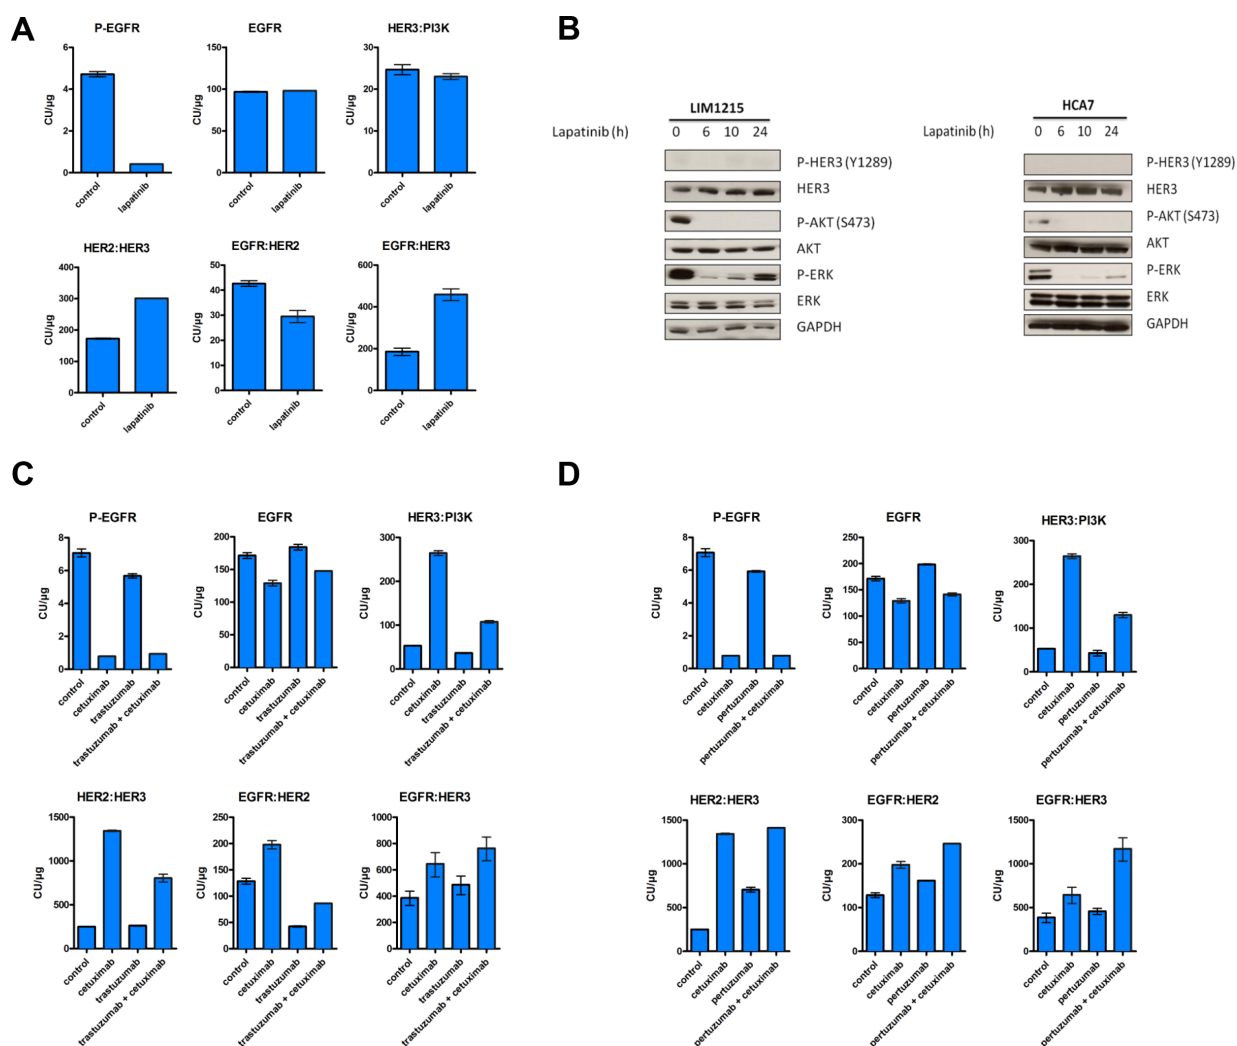 A
P-EGFR
EGFR
HER3:PI3K
CU/µg
6
4
2
0
control
lapatinib
CU/µg
150
100
50
0
control
lapatinib
CU/µg
30
20
10
0
control
lapatinib
HER2:HER3
EGFR:HER2
EGFR:HER3
CU/µg
400
300
200
100
0
control
lapatinib
CU/µg
50
40
30
20
10
0
control
lapatinib
CU/µg
600
400
200
0
control
lapatinib
B
LIM1215
Lapatinib (h) 0 6 10 24
P-HER3 (Y1289)
HER3
P-AKT (S473)
AKT
P-ERK
ERK
GAPDH
HCA7
Lapatinib (h) 0 6 10 24
P-HER3 (Y1289)
HER3
P-AKT (S473)
AKT
P-ERK
ERK
GAPDH
C
P-EGFR
EGFR
HER3:PI3K
CU/µg
8
6
4
2
0
control
cetuximab
trastuzumab
trastuzumab + cetuximab
CU/µg
200
150
100
50
0
control
cetuximab
trastuzumab
trastuzumab + cetuximab
CU/µg
300
200
100
0
control
cetuximab
trastuzumab
trastuzumab + cetuximab
HER2:HER3
EGFR:HER2
EGFR:HER3
CU/µg
1500
1000
500
0
control
cetuximab
trastuzumab
trastuzumab + cetuximab
CU/µg
250
200
150
100
50
0
control
cetuximab
trastuzumab
trastuzumab + cetuximab
CU/µg
1000
800
600
400
200
0
control
cetuximab
trastuzumab
trastuzumab + cetuximab
D
P-EGFR
EGFR
HER3:PI3K
CU/µg
8
6
4
2
0
control
cetuximab
pertuzumab
pertuzumab + cetuximab
CU/µg
250
200
150
100
50
0
control
cetuximab
pertuzumab
pertuzumab + cetuximab
CU/µg
300
200
100
0
control
cetuximab
pertuzumab
pertuzumab + cetuximab
HER2:HER3
EGFR:HER2
EGFR:HER3
CU/µg
1500
1000
500
0
control
cetuximab
pertuzumab
pertuzumab + cetuximab
CU/µg
300
200
100
0
control
cetuximab
pertuzumab
pertuzumab + cetuximab
CU/µg
1500
1000
500
0
control
cetuximab
pertuzumab
pertuzumab + cetuximab